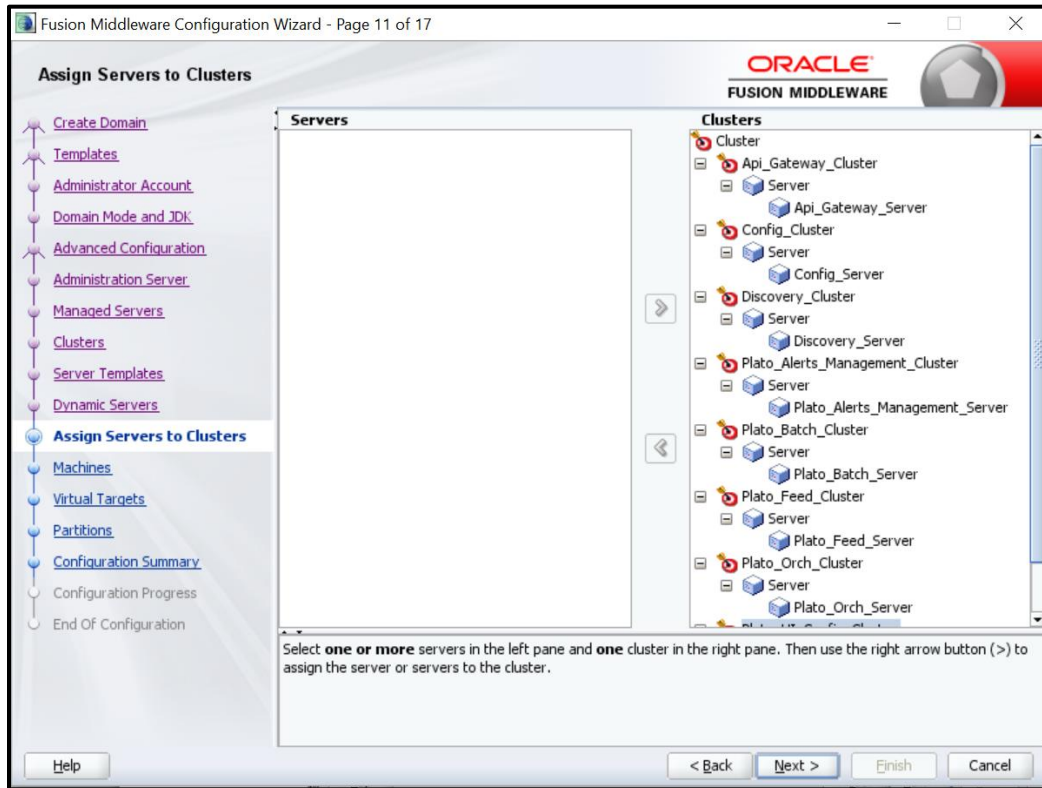 Fusion Middleware Configuration Wizard - Page 11 of 17
Assign Servers to Clusters
ORACLE
FUSION MIDDLEWARE
Create Domain
Templates
Administrator Account
Domain Mode and JDK
Advanced Configuration
Administration Server
Managed Servers
Clusters
Server Templates
Dynamic Servers
Assign Servers to Clusters
Machines
Virtual Targets
Partitions
Configuration Summary
Configuration Progress
End Of Configuration
Servers
Clusters
Cluster
Api_Gateway_Cluster
Server
Api_Gateway_Server
Config_Cluster
Server
Config_Server
Discovery_Cluster
Server
Discovery_Server
Plato_Alerts_Management_Cluster
Server
Plato_Alerts_Management_Server
Plato_Batch_Cluster
Server
Plato_Batch_Server
Plato_Feed_Cluster
Server
Plato_Feed_Server
Plato_Orch_Cluster
Server
Plato_Orch_Server
Select one or more servers in the left pane and one cluster in the right pane. Then use the right arrow button (>) to
assign the server or servers to the cluster.
Help
< Back
Next >
Finish
Cancel